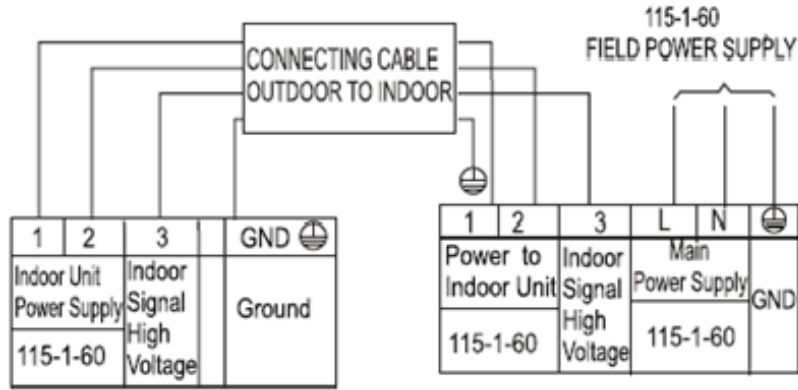 115-1-60
FIELD POWER SUPPLY
CONNECTING CABLE
OUTDOOR TO INDOOR
1 2 3 GND
Indoor Unit
Power Supply
115-1-60
Indoor
Signal
High
Voltage
Ground
1 2 3 L N
Power to
Indoor Unit
115-1-60
Indoor
Signal
High
Voltage
Main
Power Supply
115-1-60
GND